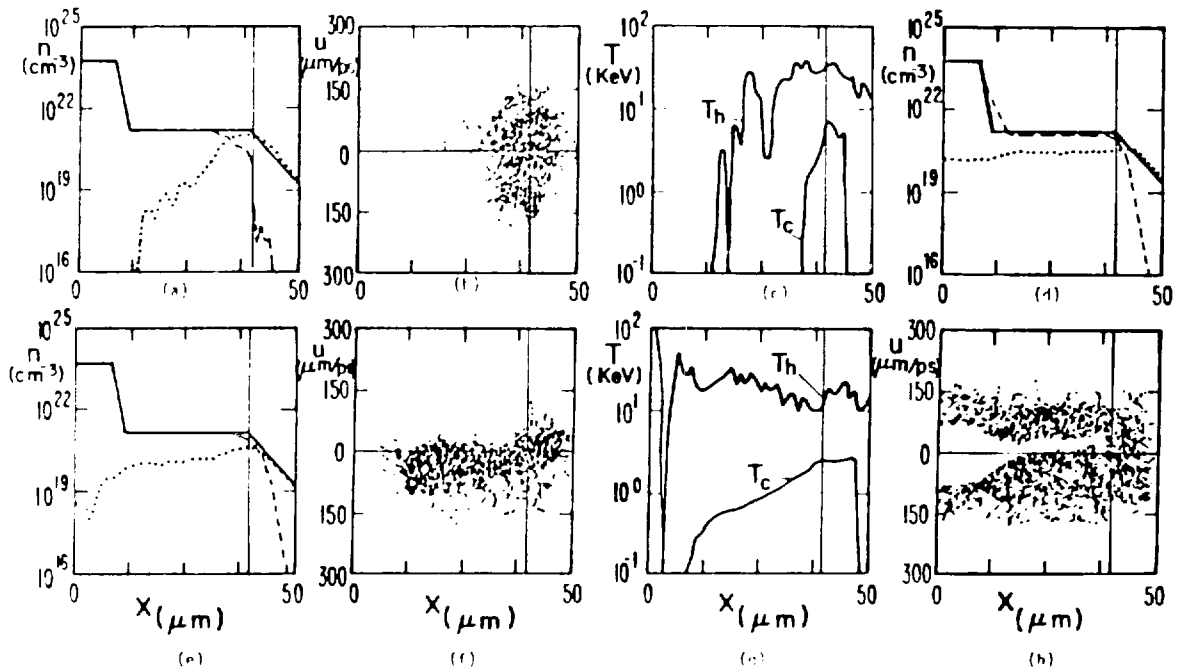 10^25
n
(cm^-3)
10^22
10^19
10^16
0
(a)
50
300
u
μm/ps
150
0
150
300
0
(b)
50
10^2
T
(KeV)
10^1
10^0
10^-1
T_h
T_c
0
(c)
50
10^25
n
(cm^-3)
10^22
10^19
10^16
0
(d)
50
10^25
n
(cm^-3)
10^22
10^19
10^16
0
50
X (μm)
(e)
300
u
(μm/ps)
150
0
150
300
0
50
X (μm)
(f)
10^2
T
(KeV)
10^1
10^0
10^-1
T_h
T_c
0
50
X (μm)
300
u
(μm/ps)
150
0
150
300
0
50
X (μm)
(h)